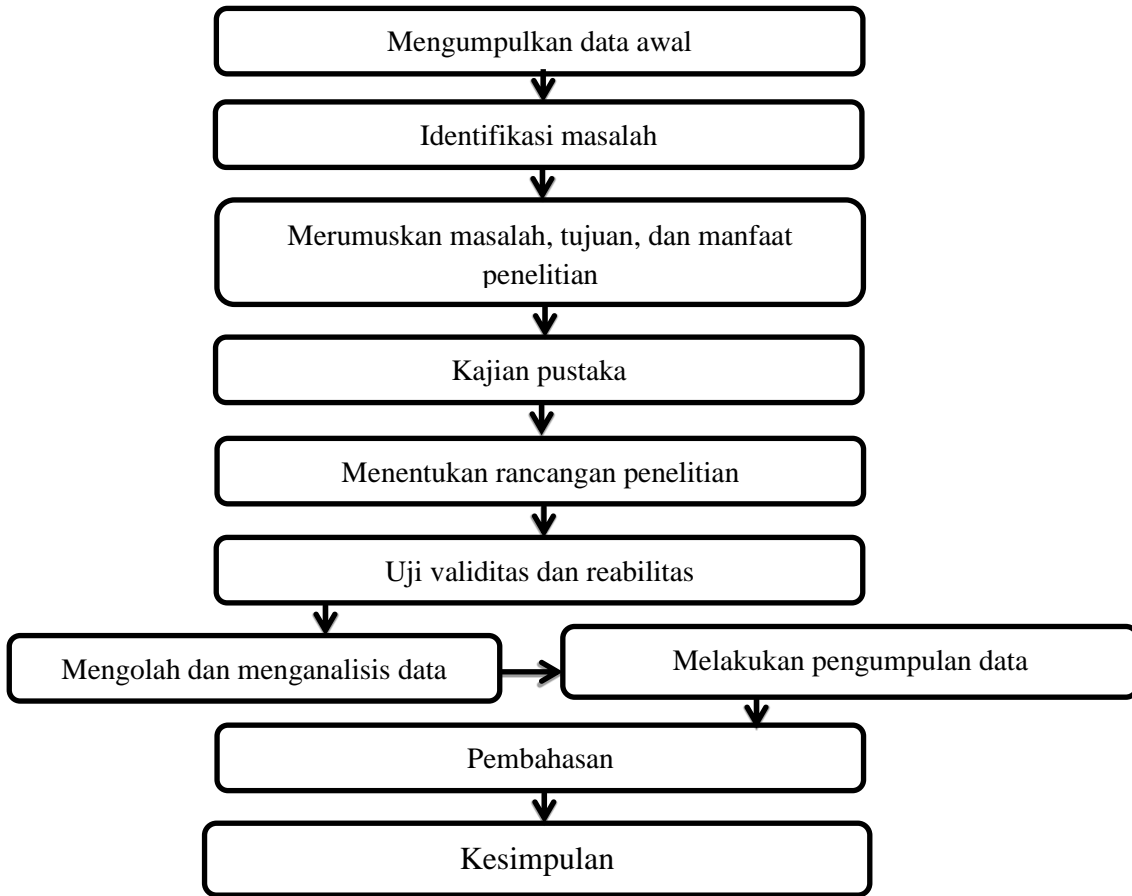 Mengumpulkan data awal
Identifikasi masalah
Merumuskan masalah, tujuan, dan manfaat
penelitian
Kajian pustaka
Menentukan rancangan penelitian
Uji validitas dan reabilitas
Mengolah dan menganalisis data
Melakukan pengumpulan data
Pembahasan
Kesimpulan